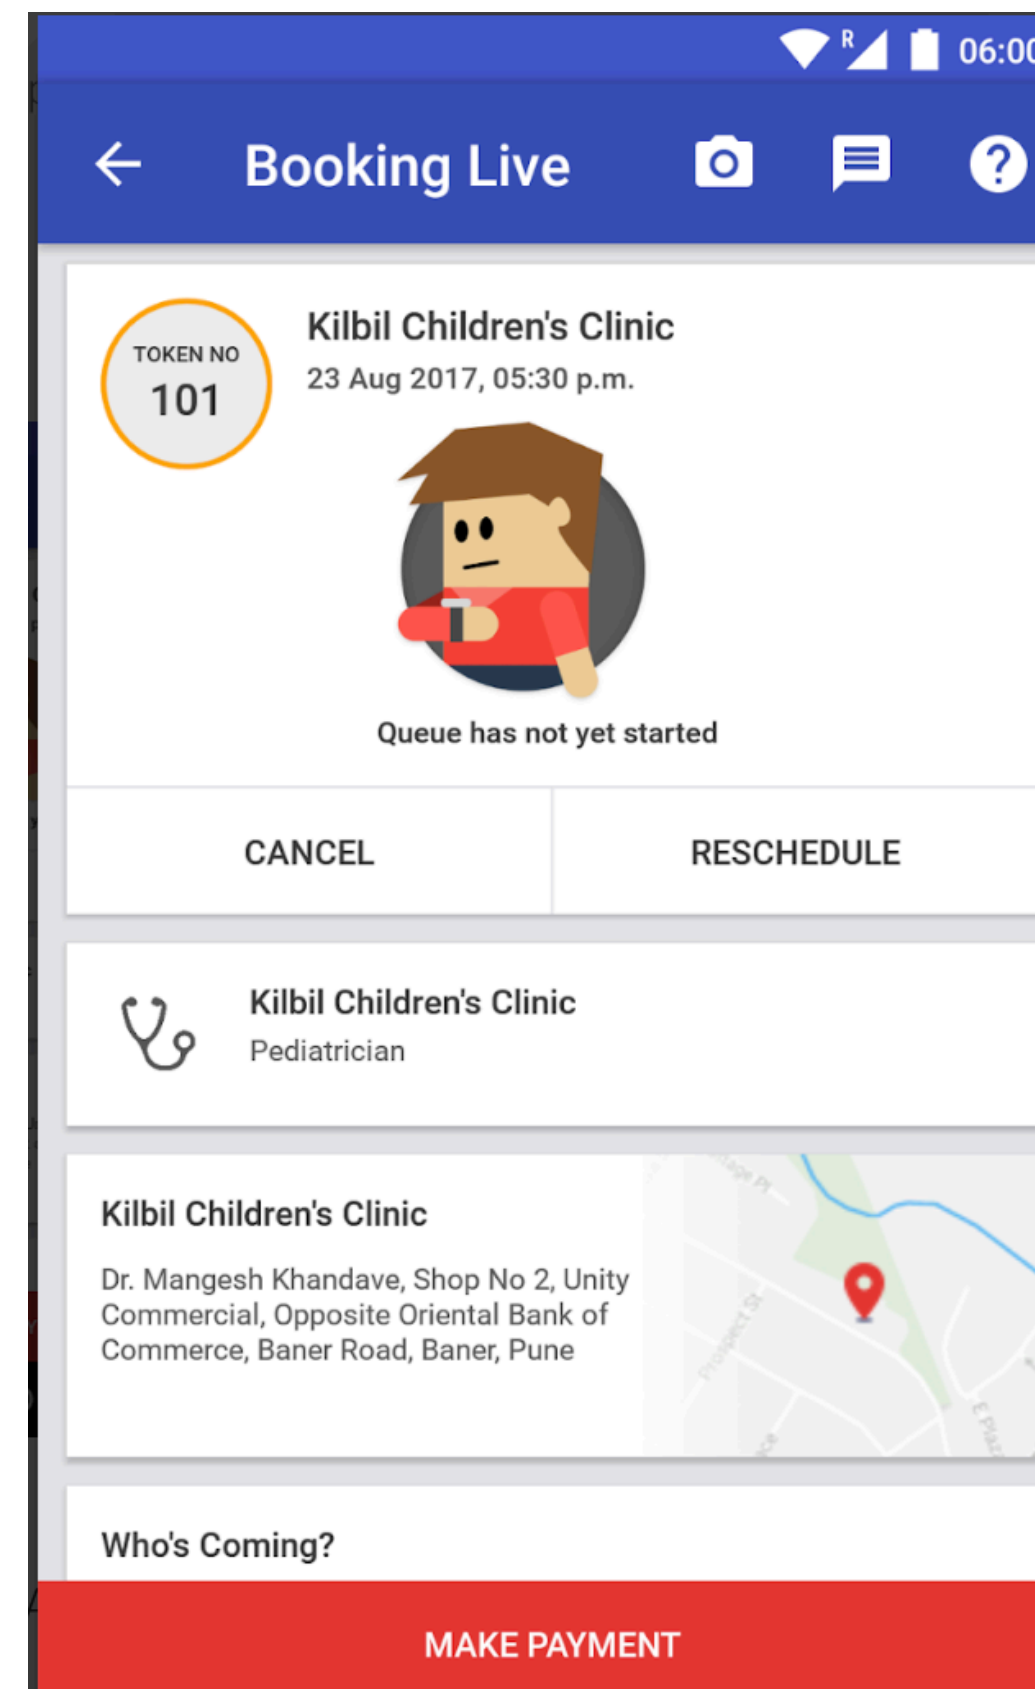 R 06:00
Booking Live
TOKEN NO
101
Kilbil Children's Clinic
23 Aug 2017, 05:30 p.m.
Queue has not yet started
CANCEL
RESCHEDULE
Kilbil Children's Clinic
Pediatrician
Kilbil Children's Clinic
Dr. Mangesh Khandave, Shop No 2, Unity
Commercial, Opposite Oriental Bank of
Commerce, Baner Road, Baner, Pune
Prospect St
Who's Coming?
MAKE PAYMENT